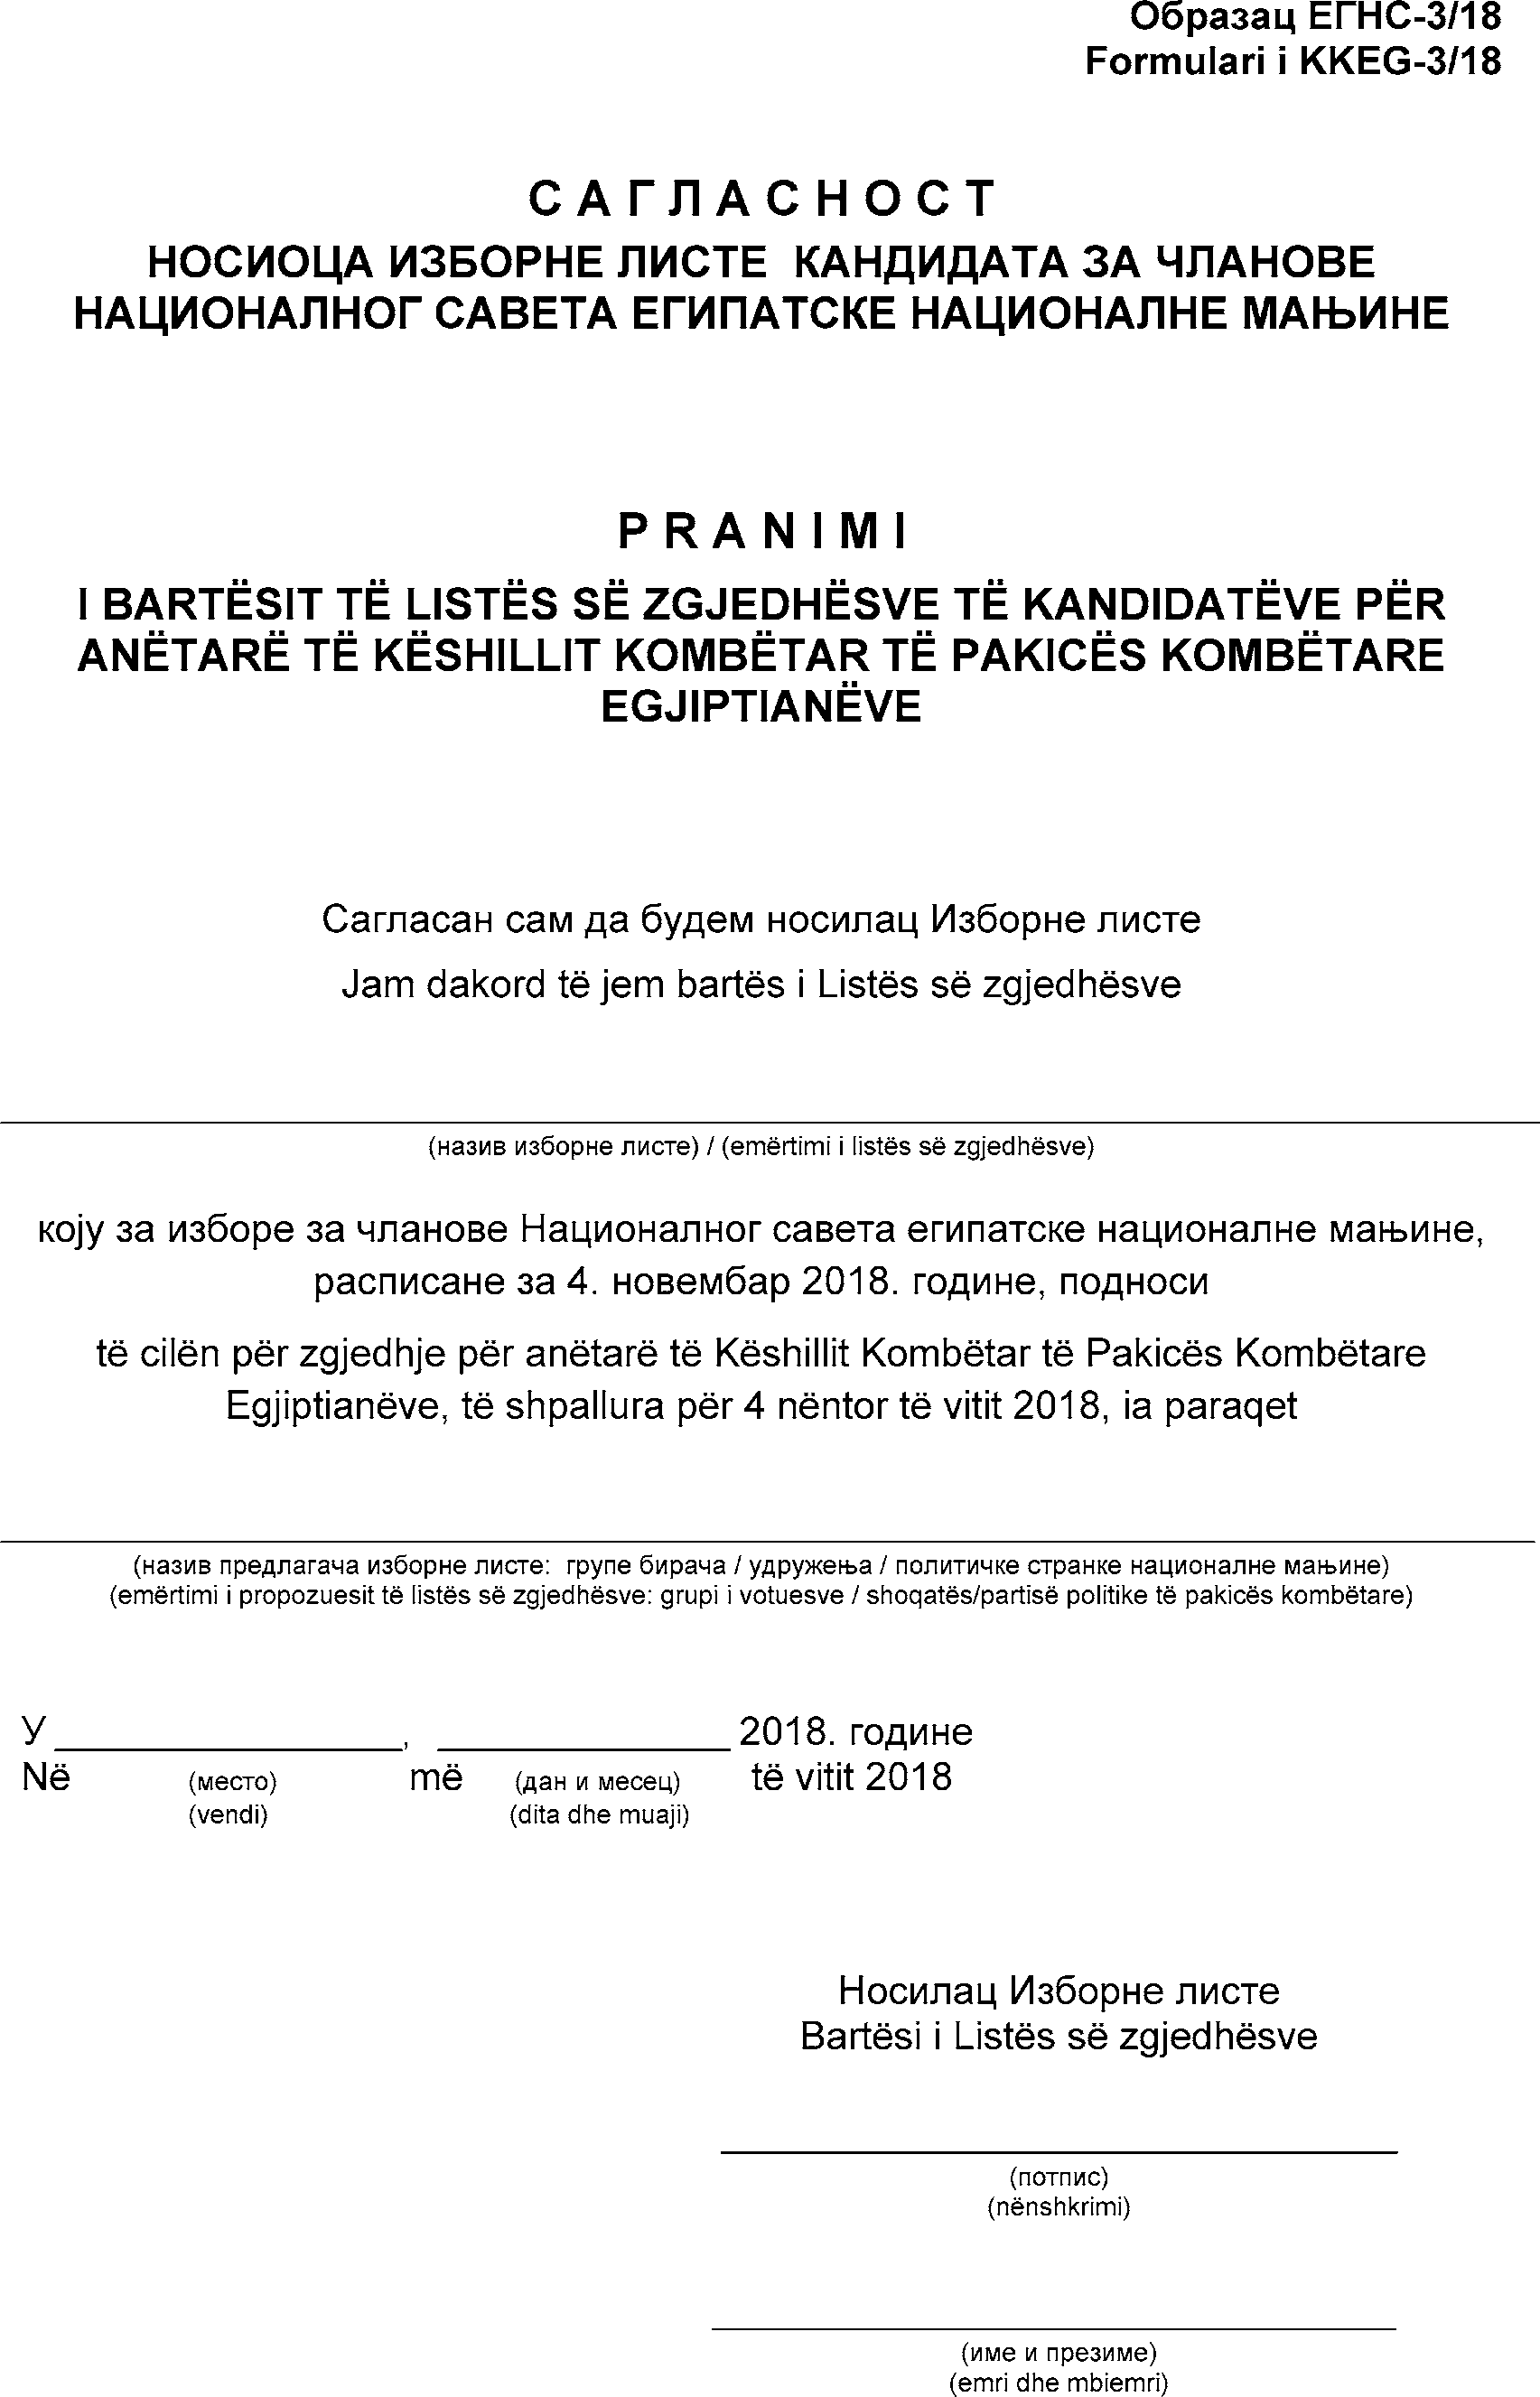 Образац ЕГНС-3/18
Formulari i KKEG-3/18
С А Г Л А С Н О С Т
НОСИОЦА ИЗБОРНЕ ЛИСТЕ КАНДИДАТА ЗА ЧЛАНОВЕ
НАЦИОНАЛНОГ САВЕТА ЕГИПАТСКЕ НАЦИОНАЛНЕ МАЊИНЕ
P R A N I M I
I BARTËSIT TË LISTËS SË ZGJEDHËSVE TË KANDIDATËVE PËR
ANËTARË TË KËSHILLIT KOMBËTAR TË PAKICËS KOMBËTARE
EGJIPTIANËVE
Сагласан сам да будем носилац Изборне листе
Jam dakord të jem bartës i Listës së zgjedhësve
(назив изборне листе) / (emërtimi i listës së zgjedhësve)
коју за изборе за чланове Националног савета египатске националне мањине,
расписане за 4. новембар 2018. године, подноси
të cilën për zgjedhje për anëtarë të Këshillit Kombëtar të Pakicës Kombëtare
Egjiptianëve, të shpallura për 4 nëntor të vitit 2018, ia paraqet
(назив предлагача изборне листе: групе бирача / удружења / политичке странке националне мањине)
(emërtimi i propozuesit të listës së zgjedhësve: grupi i votuesve / shoqatës/partisë politike të pakicës kombëtare)
У ________________, ______________ 2018. године
Në (место) më (дан и месец) të vitit 2018
(vendi) (dita dhe muaji)
Носилац Изборне листе
Bartësi i Listës së zgjedhësve
(потпис)
(nënshkrimi)
(име и презиме)
(emri dhe mbiemri)